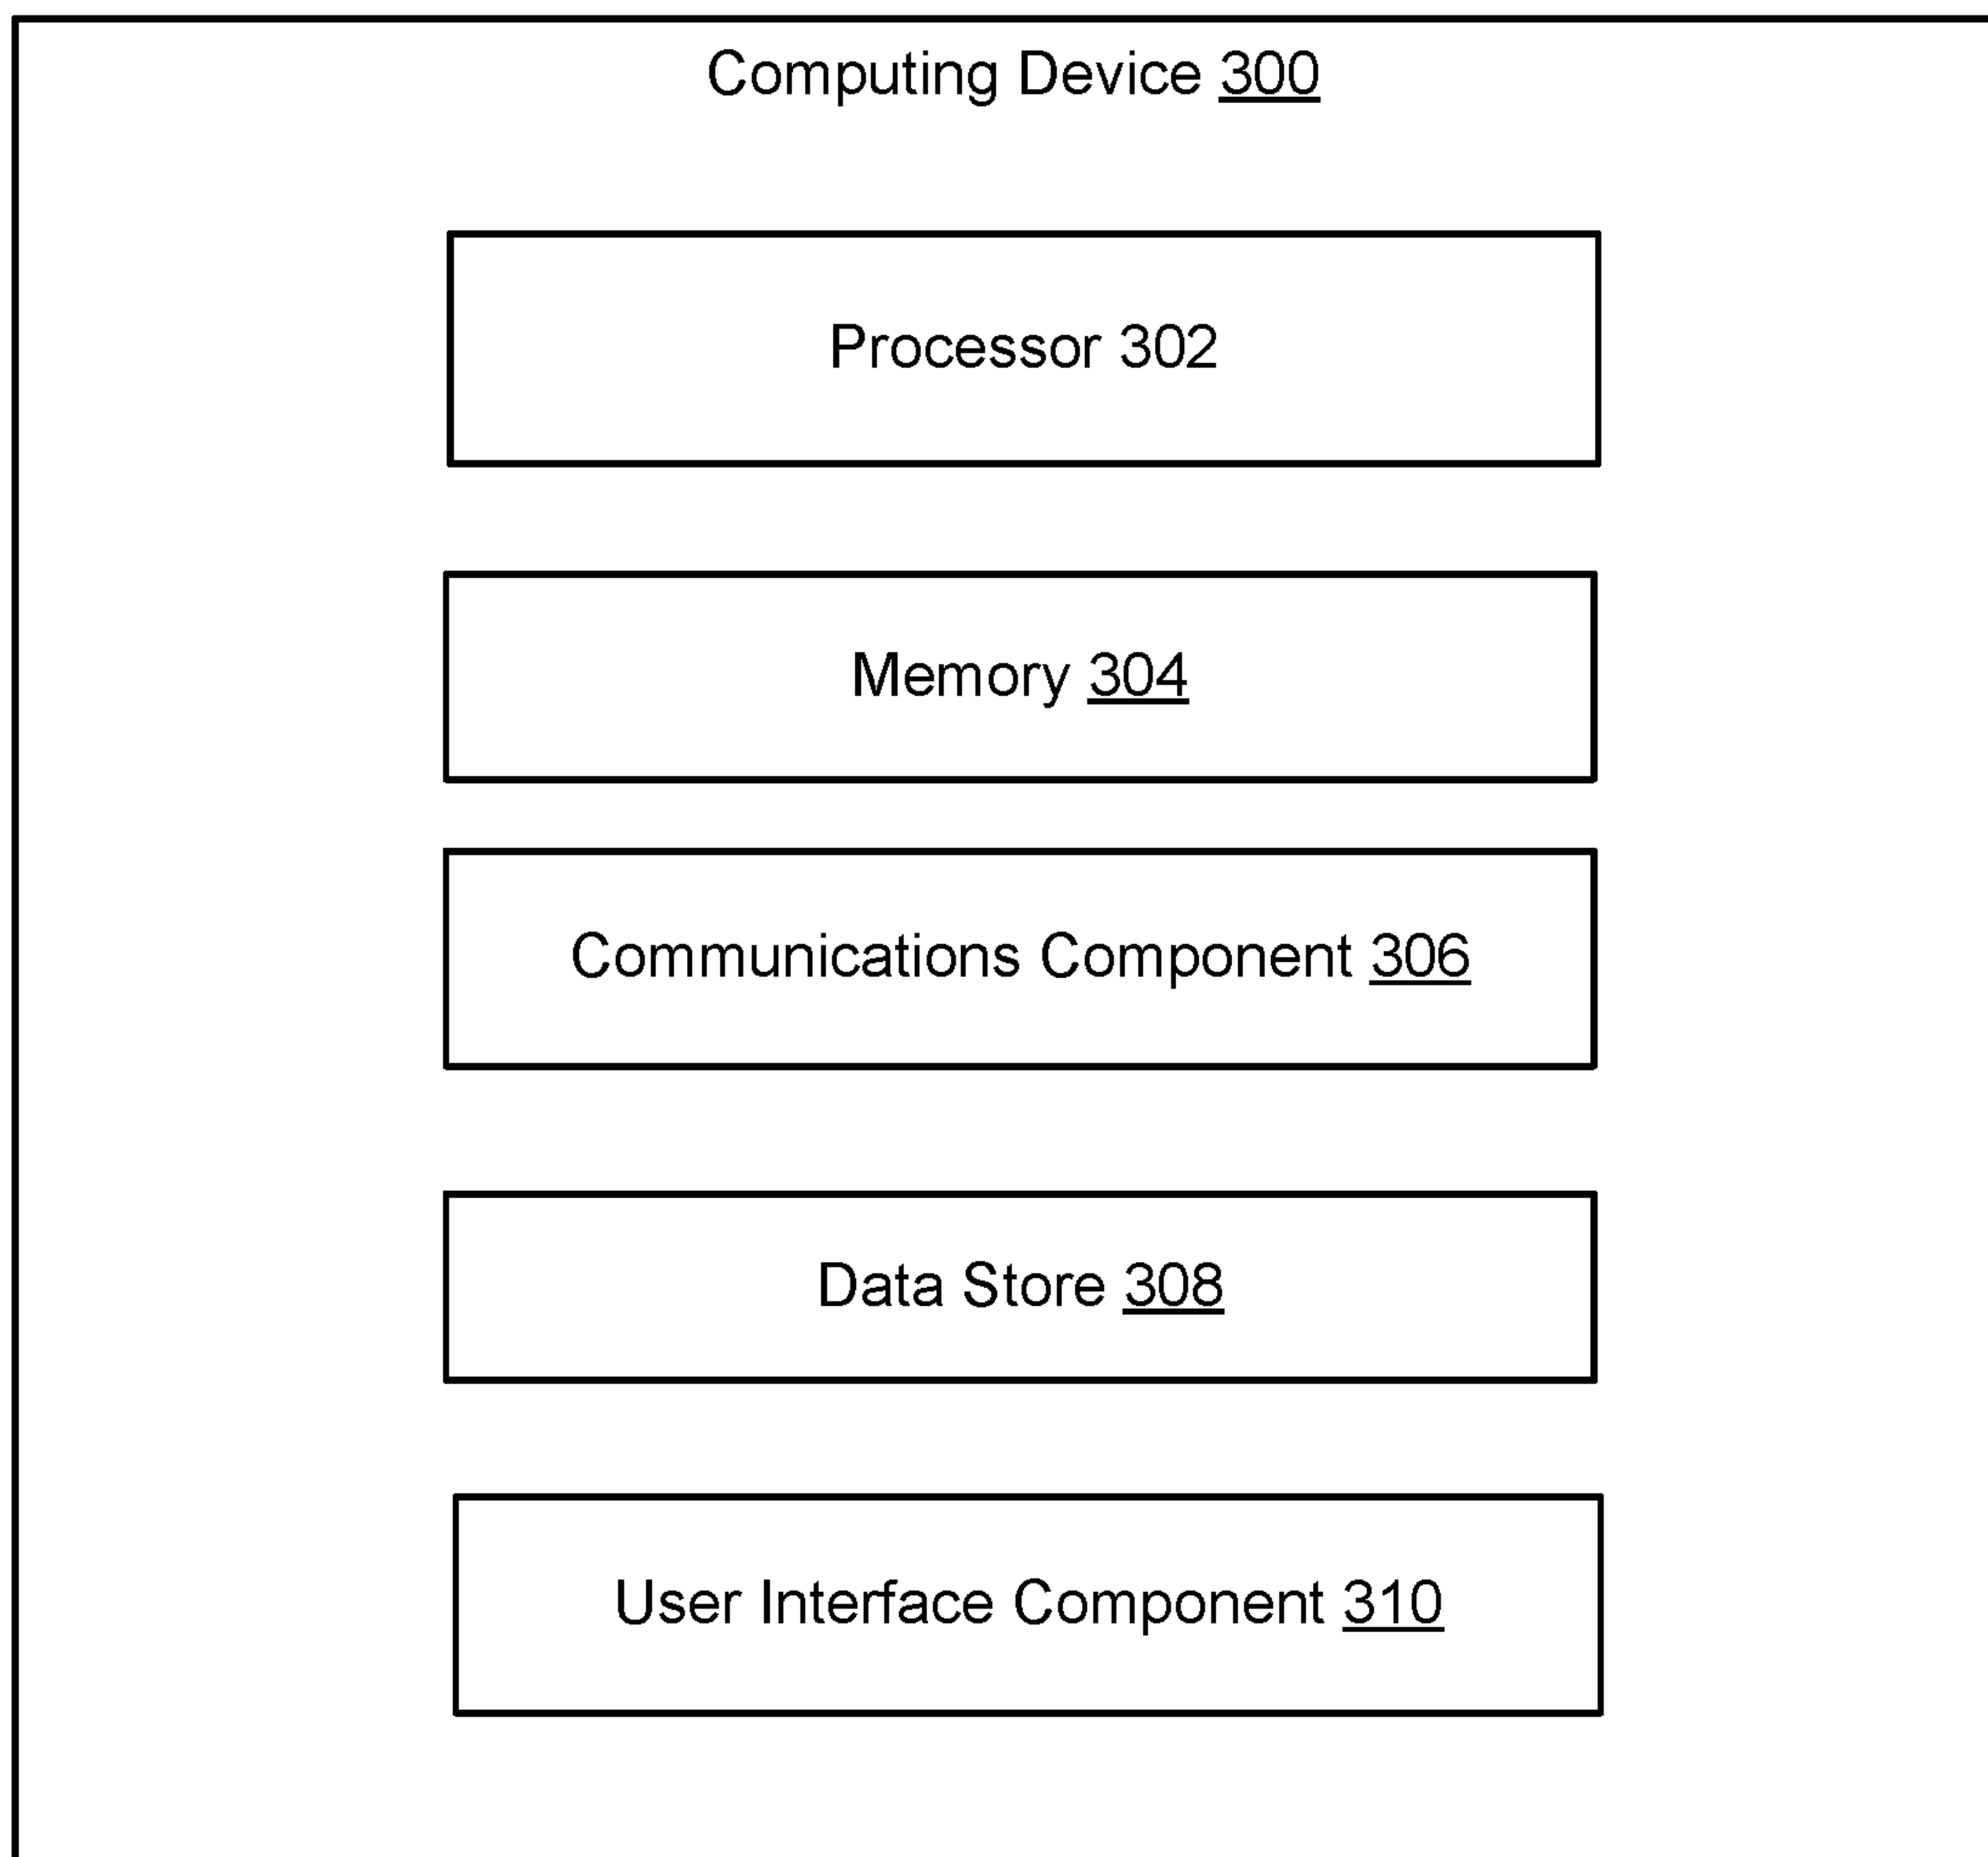 Computing Device 300
Processor 302
Memory 304
Communications Component 306
Data Store 308
User Interface Component 310